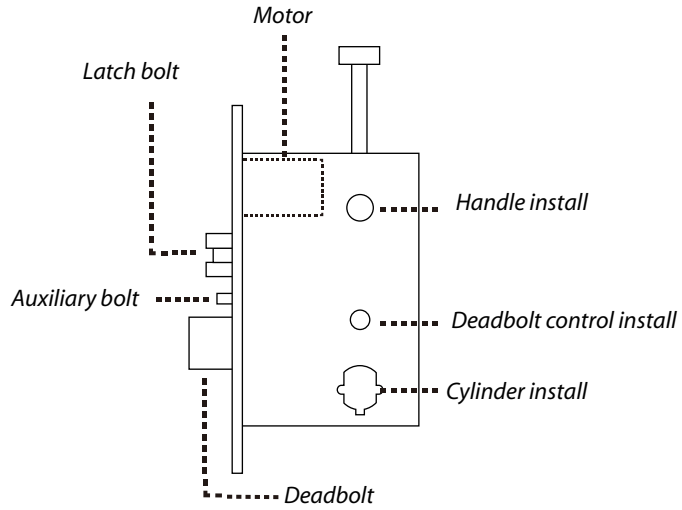 Motor
Latch bolt
Handle install
Auxiliary bolt
Deadbolt control install
Cylinder install
Deadbolt